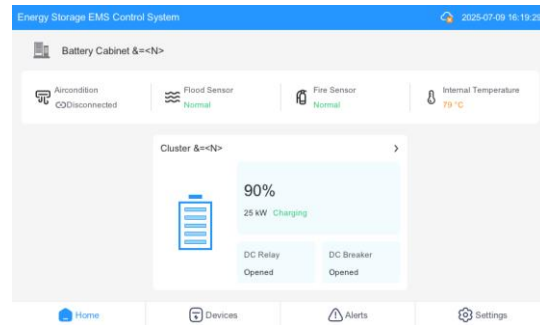 Energy Storage EMS Control System
2025-07-09 16:19:29
Battery Cabinet &=<N>
Aircondition
Disconnected
Flood Sensor
Normal
Fire Sensor
Normal
Internal Temperature
79 °C
Cluster &=<N>
90%
25 kW Charging
DC Relay
Opened
DC Breaker
Opened
Home
Devices
Alerts
Settings